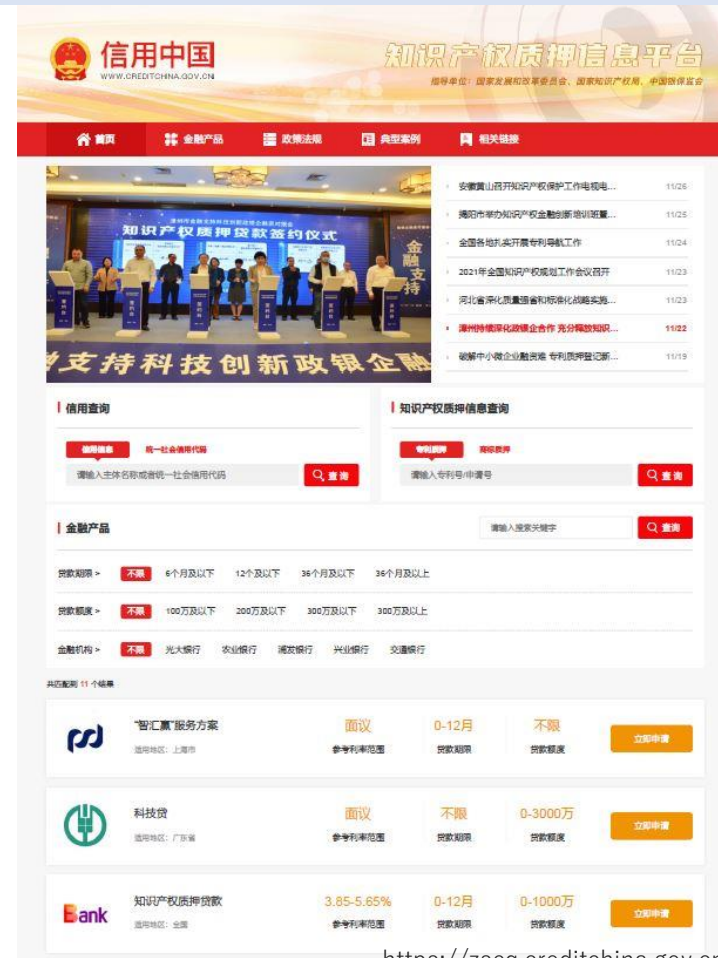 信用中国
WWW.CREDITCHINA.GOV.CN
知识产权质押信息平台
指导单位：国家发展和改革委员会、国家知识产权局、中国银保监会
首页 金融产品 政策法规 典型案例 相关链接
知识产权质押贷款签约仪式
金融支持
融支持科技创新政银企融
安徽黄山召开知识产权保护工作电视电... 11/26
揭阳市举办知识产权金融创新培训班暨... 11/25
全国各地扎实开展专利导航工作 11/24
2021年全国知识产权规划工作会议召开 11/23
河北省深化质量强省和标准化战略实施... 11/23
漳州持续深化政银企合作 充分释放知识... 11/22
破解中小微企业融资难 专利质押登记新... 11/19
信用查询
信用信息 统一社会信用代码
请输入主体名称或者统一社会信用代码 查询
知识产权质押信息查询
专利质押 商标质押
请输入专利号/申请号 查询
金融产品 请输入搜索关键字 查询
贷款期限 > 不限 6个月及以下 12个及以下 36个月及以下 36个月及以上
贷款额度 > 不限 100万及以下 200万及以下 300万及以下 300万及以上
金融机构 > 不限 光大银行 农业银行 浦发银行 兴业银行 交通银行
共匹配到 11 个结果
"智汇赢"服务方案 面议 0-12月 不限 立即申请
适用地区：上海市 参考利率范围 贷款期限 贷款额度
科技贷 面议 不限 0-3000万 立即申请
适用地区：广东省 参考利率范围 贷款期限 贷款额度
Bank 知识产权质押贷款 3.85-5.65% 0-12月 0-1000万 立即申请
适用地区：全国 参考利率范围 贷款期限 贷款额度